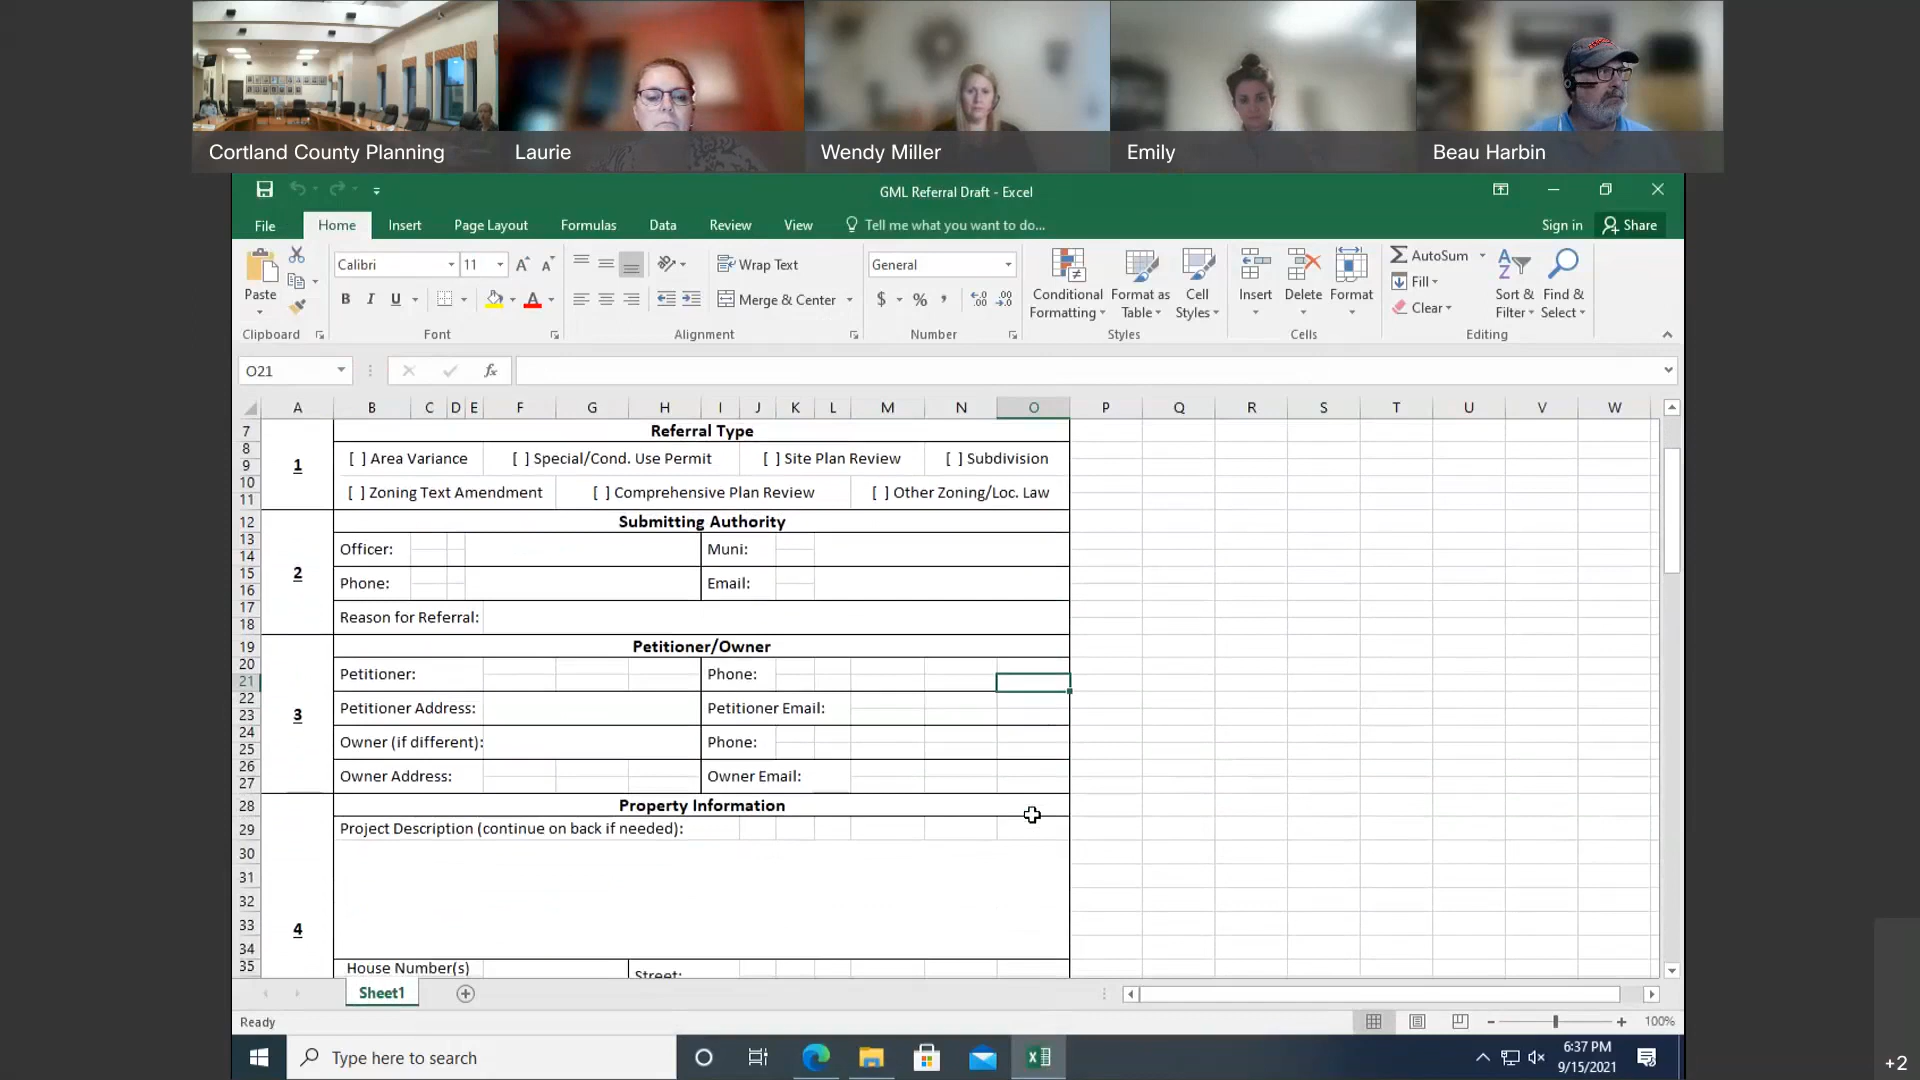 Cortland County Planning
Laurie
Wendy Miller
Emily
Beau Harbin
GML Referral Draft - Excel
File Home Insert Page Layout Formulas Data Review View Tell me what you want to do... Sign in Share
Paste
Calibri 11
Wrap Text
General
Conditional Formatting
Format as Table
Cell Styles
Insert Delete Format
AutoSum
Fill
Clear
Sort & Filter
Find & Select
B I U
Merge & Center
$ % ,
Clipboard Font Alignment Number Styles Cells Editing
O21
fx
A B C D E F G H I J K L M N O P Q R S T U V W
7 Referral Type
8
9 1 [ ] Area Variance [ ] Special/Cond. Use Permit [ ] Site Plan Review [ ] Subdivision
10
11 [ ] Zoning Text Amendment [ ] Comprehensive Plan Review [ ] Other Zoning/Loc. Law
12 Submitting Authority
13
14 Officer: Muni:
15 2
16 Phone: Email:
17
18 Reason for Referral:
19 Petitioner/Owner
20
21 Petitioner: Phone:
22
23 3 Petitioner Address: Petitioner Email:
24
25 Owner (if different): Phone:
26
27 Owner Address: Owner Email:
28 Property Information
29 Project Description (continue on back if needed):
30
31
32
33 4
34
35 House Number(s) Street:
Sheet1
Ready
100%
Type here to search
6:37 PM
9/15/2021
+2